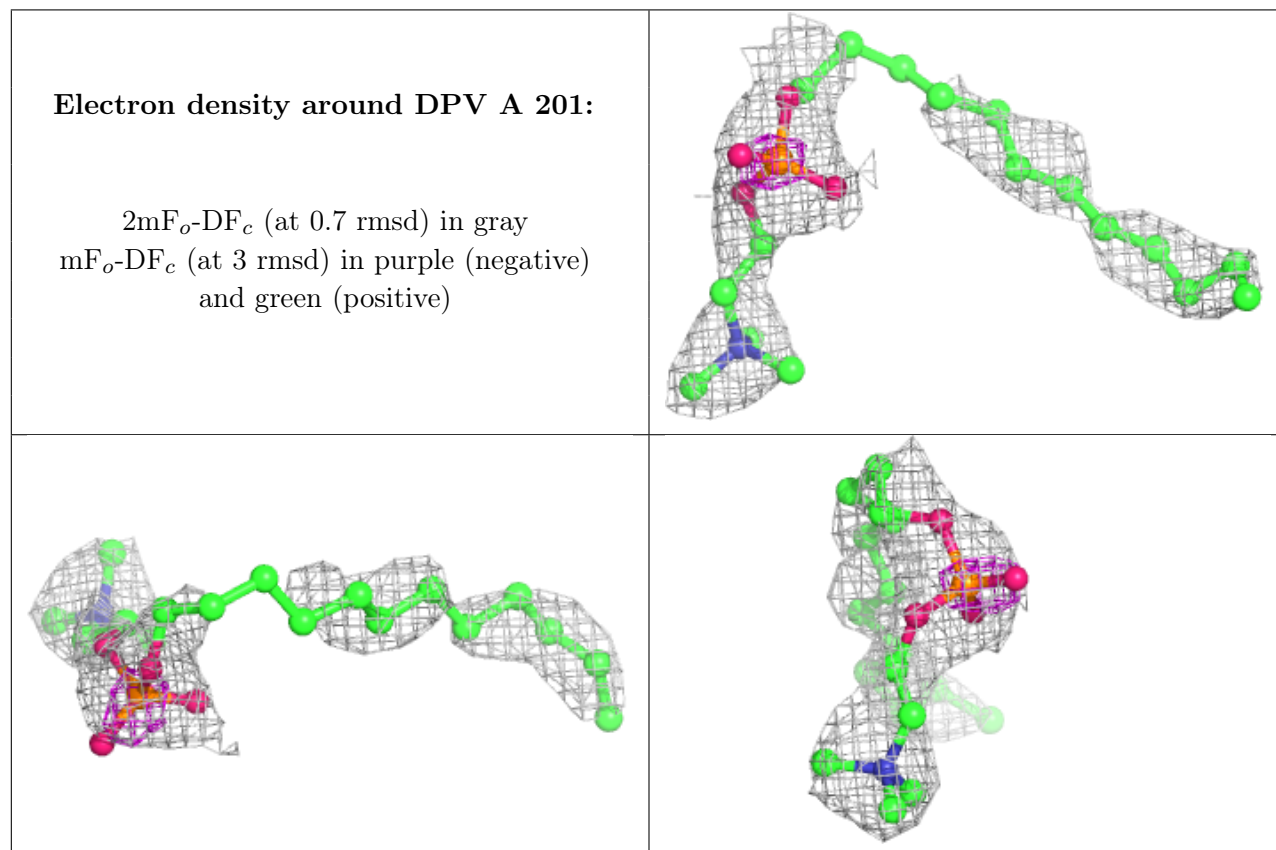 Electron density around DPV A 201:
2mFo-DFc (at 0.7 rmsd) in gray
mFo-DFc (at 3 rmsd) in purple (negative)
and green (positive)